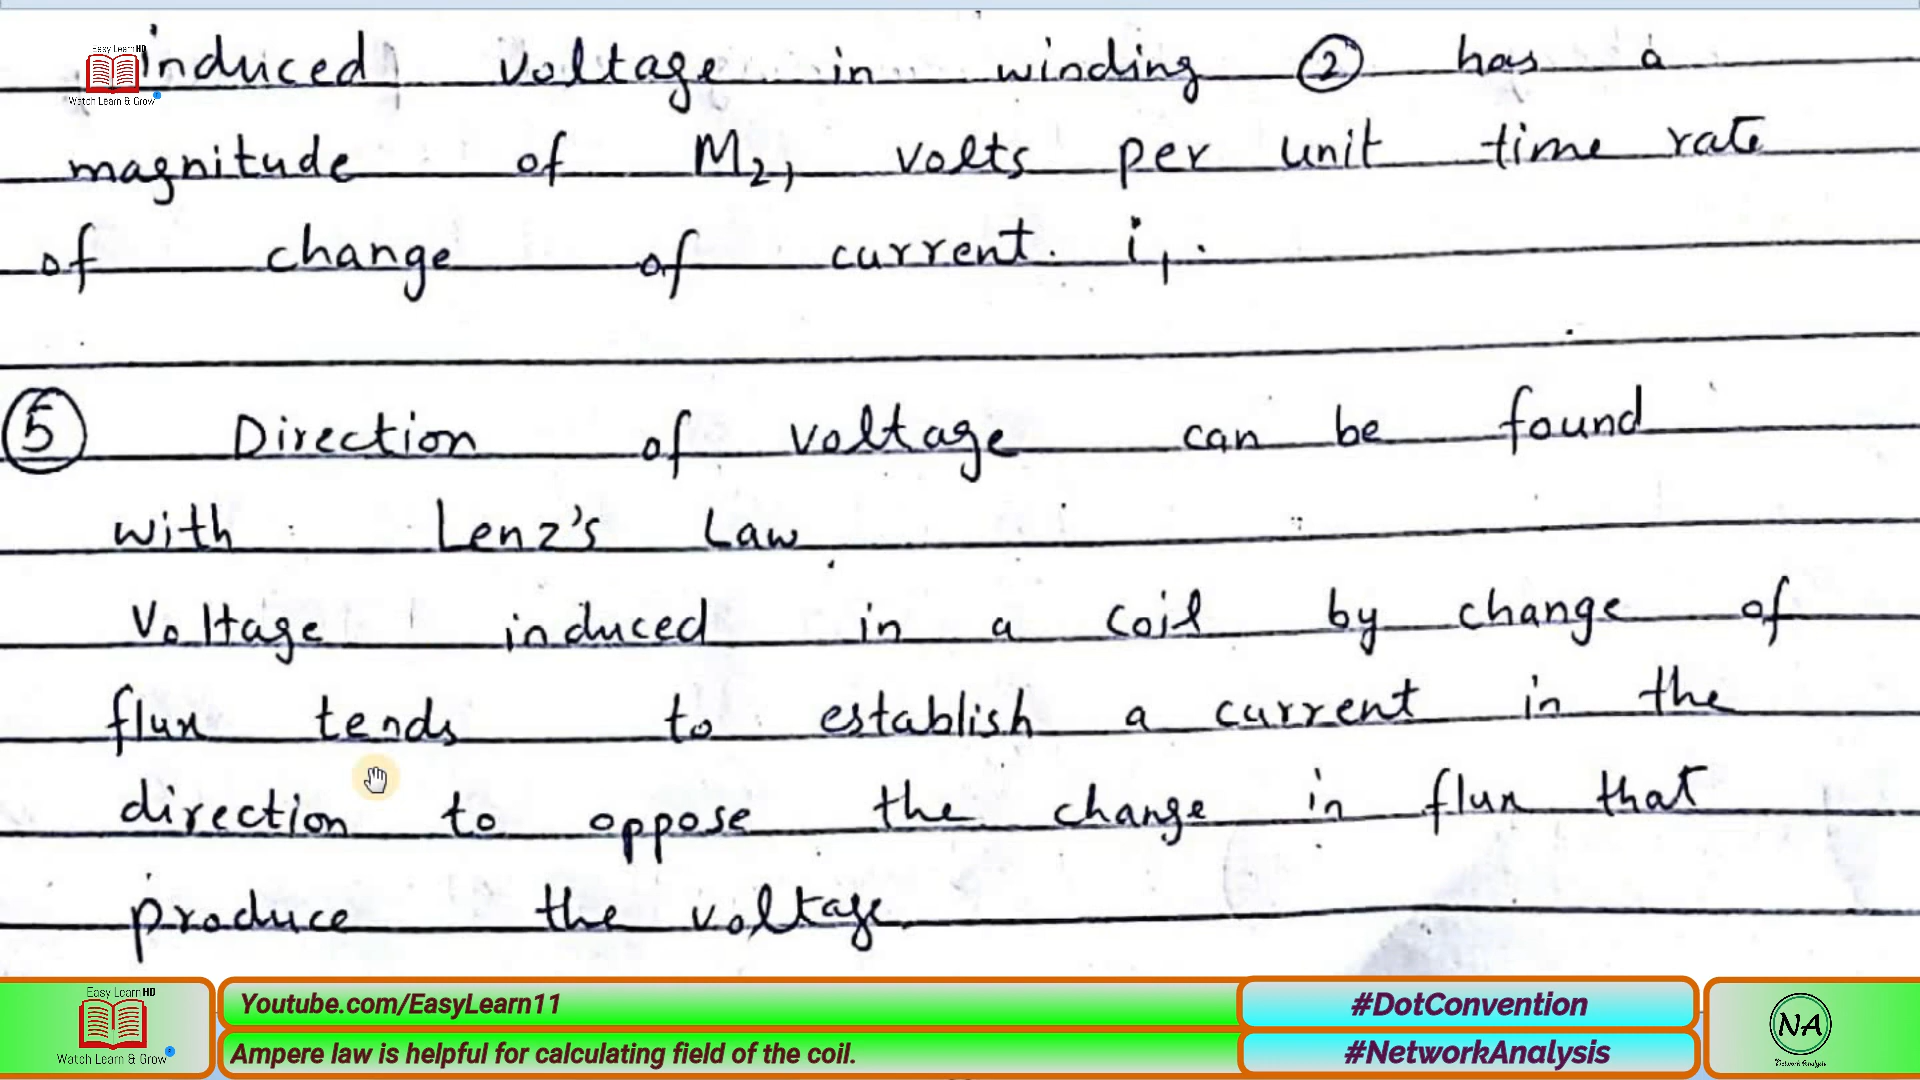 Easy Learn HD
Watch Learn & Grow
induced voltage in winding ② has a
magnitude of M₂₁ volts per unit time rate
of change of current. i₁.
⑤ Direction of voltage can be found
with Lenz's Law
Voltage induced in a coil by change of
flux tends to establish a current in the
direction to oppose the change in flux that
produce the voltage
Easy Learn HD
Watch Learn & Grow
Youtube.com/EasyLearn11
Ampere law is helpful for calculating field of the coil.
#DotConvention
#NetworkAnalysis
NA
Network Analysis